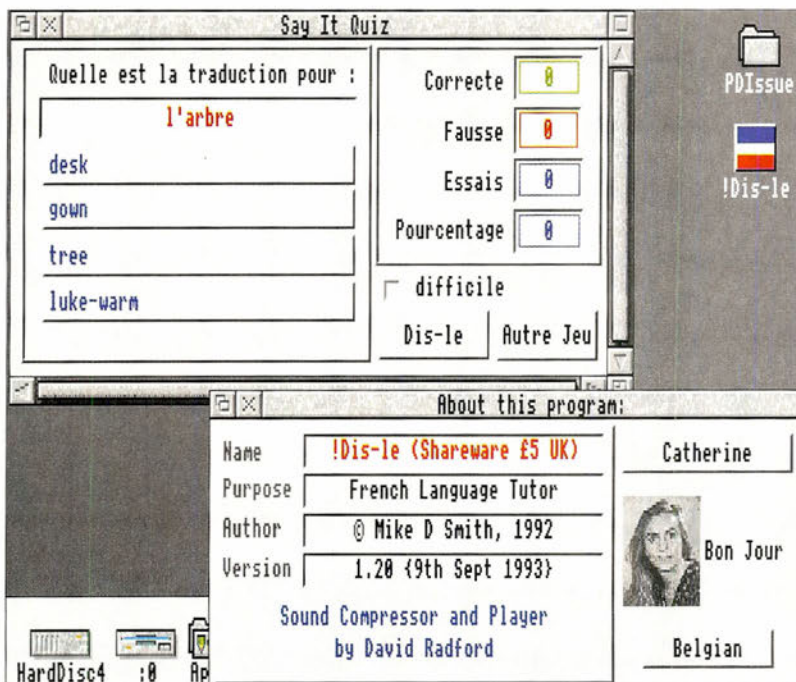 Say It Quiz
Quelle est la traduction pour :
l'arbre
desk
gown
tree
luke-warm
Correcte 0
Fausse 0
Essais 0
Pourcentage 0
difficile
Dis-le
Autre Jeu
PDIssue
!Dis-le
About this program:
Name !Dis-le (Shareware £5 UK)
Purpose French Language Tutor
Author © Mike D Smith, 1992
Version 1.20 {9th Sept 1993}
Sound Compressor and Player
by David Radford
Catherine
Bon Jour
Belgian
HardDisc4
:0
Ap